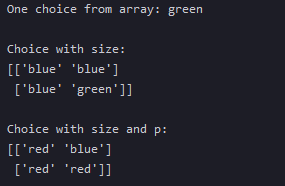 One choice from array: green
Choice with size:
[['blue' 'blue']
['blue' 'green']]
Choice with size and p:
[['red' 'blue']
['red' 'red']]